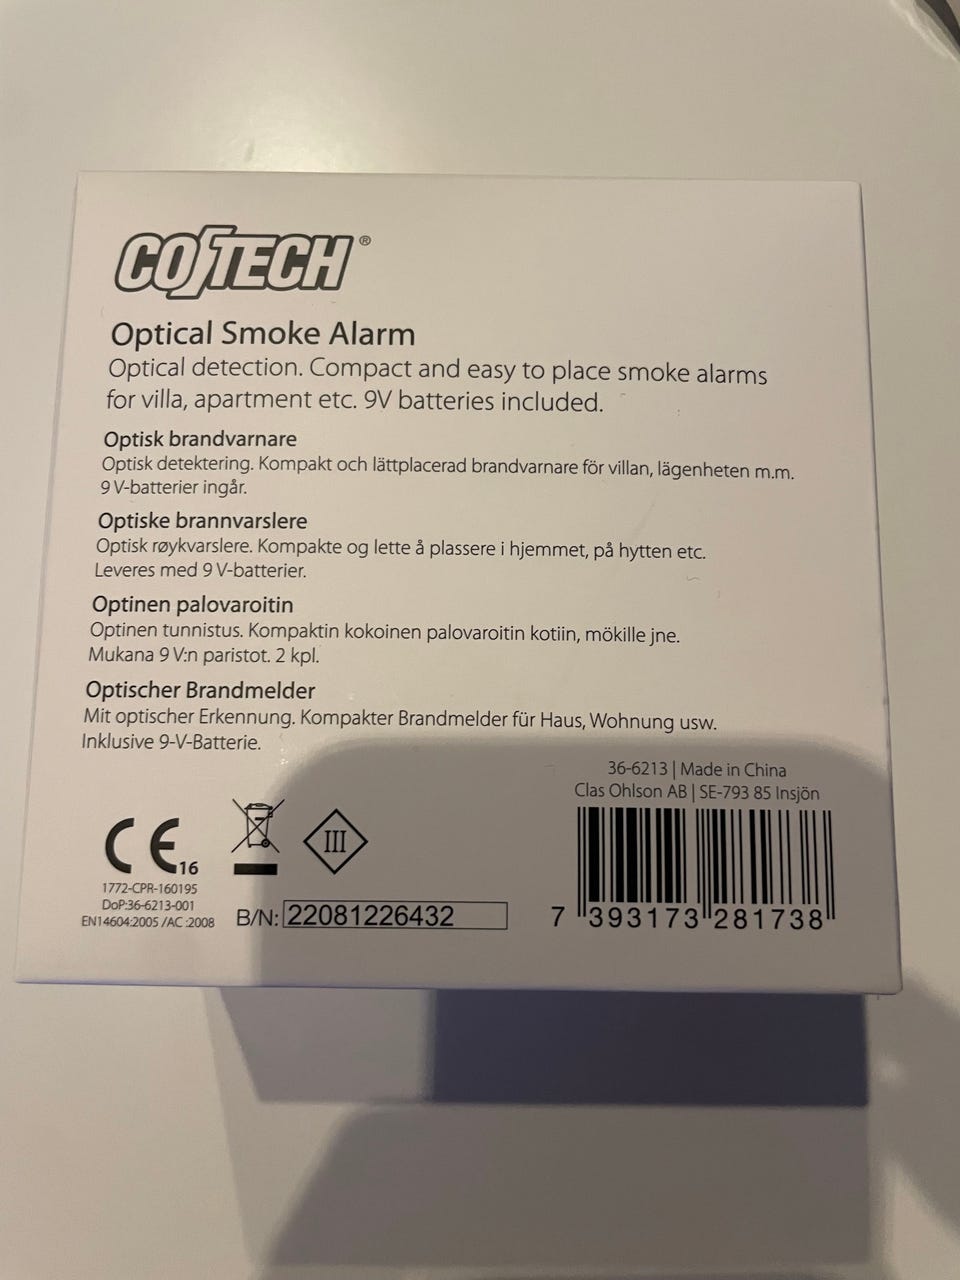 COTECH®
Optical Smoke Alarm
Optical detection. Compact and easy to place smoke alarms
for villa, apartment etc. 9V batteries included.
Optisk brandvarnare
Optisk detektering. Kompakt och lättplacerad brandvarnare för villan, lägenheten m.m.
9 V-batterier ingår.
Optiske brannvarslere
Optisk røykvarslere. Kompakte og lette å plassere i hjemmet, på hytten etc.
Leveres med 9 V-batterier.
Optinen palovaroitin
Optinen tunnistus. Kompaktin kokoinen palovaroitin kotiin, mökille jne.
Mukana 9 V:n paristot. 2 kpl.
Optischer Brandmelder
Mit optischer Erkennung. Kompakter Brandmelder für Haus, Wohnung usw.
Inklusive 9-V-Batterie.
36-6213 | Made in China
Clas Ohlson AB | SE-793 85 Insjön
CE 16
III
1772-CPR-160195
DoP:36-6213-001
EN14604:2005 /AC :2008
B/N: 22081226432
7 393173 281738